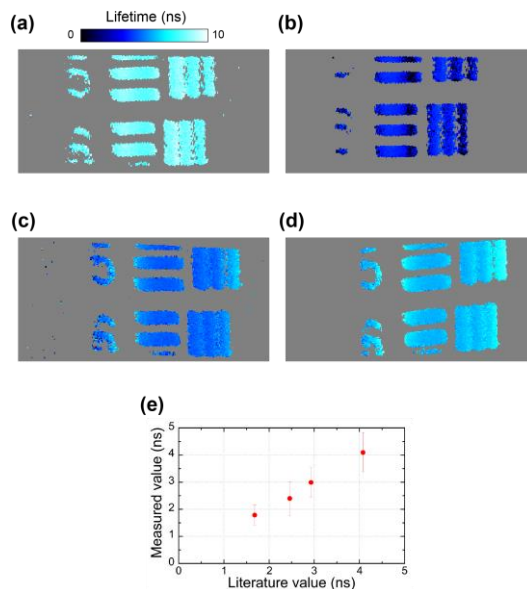 (a)
Lifetime (ns)
0
10
(b)
(c)
(d)
(e)
Measured value (ns)
5
4
3
2
1
0
0 1 2 3 4 5
Literature value (ns)